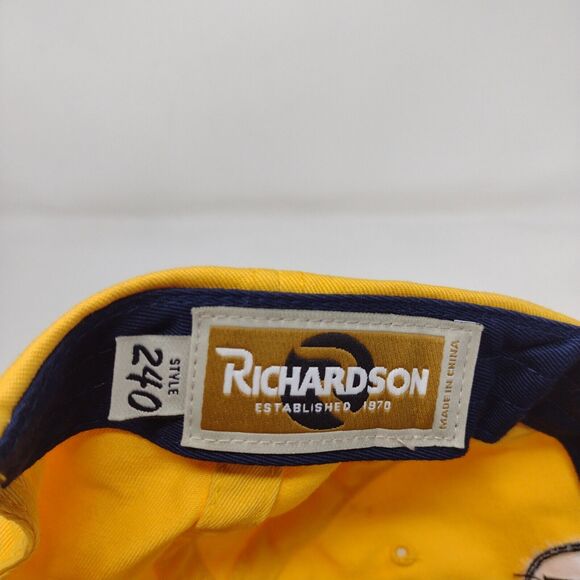 STYLE
240
RICHARDSON
ESTABLISHED 1970
MADE IN CHINA